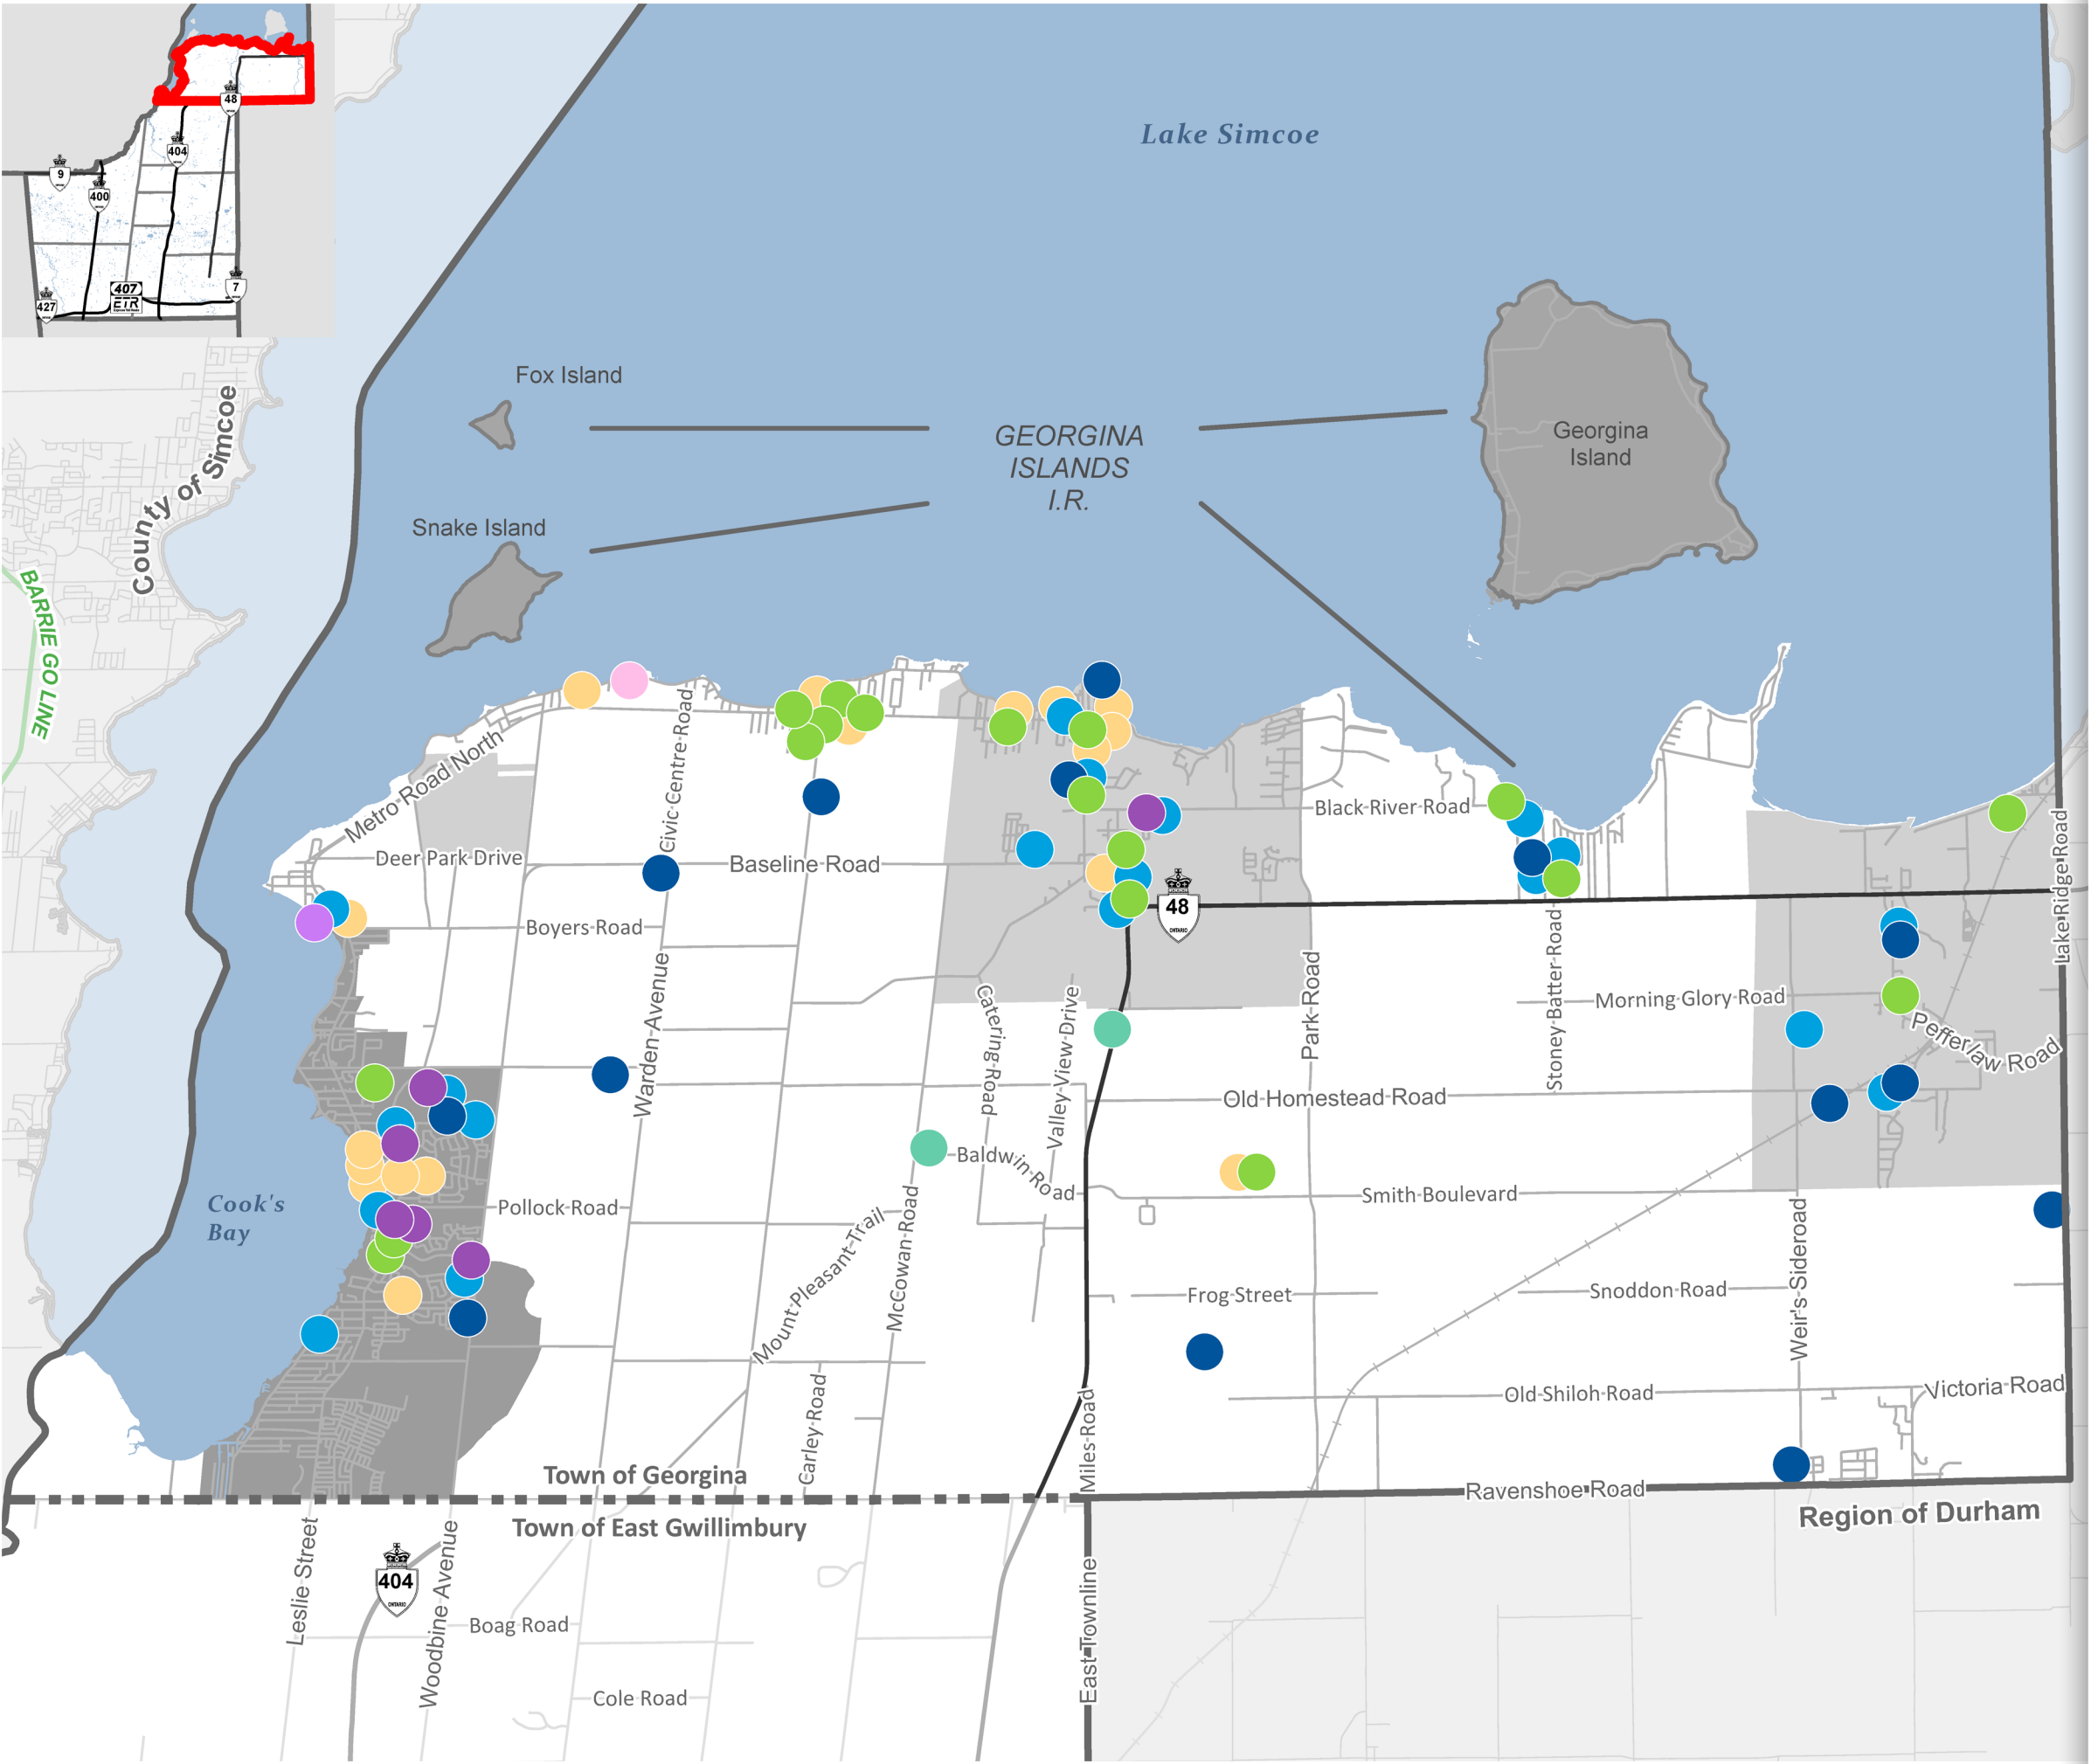 48
404
9
400
407
ETR
7
427
Lake Simcoe
Fox Island
County of Simcoe
GEORGINA
ISLANDS
I.R.
Georgina
Island
Snake Island
BARRIE GO LINE
Metro Road North
Civic Centre Road
Black River Road
Deer Park Drive
Baseline Road
Lake Ridge Road
48
ONTARIO
Boyers Road
Warden Avenue
Catering Road
Valley View Drive
Park Road
Stoney Batter Road
Morning Glory Road
Pefferlaw Road
Old Homestead Road
Baldwin Road
Cook's
Bay
Pollock Road
Smith Boulevard
Mount Pleasant Trail
McCowan Road
Frog Street
Snoddon Road
Weir's Sideroad
Carley Road
Miles Road
Old Shiloh Road
Victoria Road
Town of Georgina
Ravenshoe Road
Region of Durham
Town of East Gwillimbury
Leslie Street
404
ONTARIO
Woodbine Avenue
Boag Road
East Townline
Cole Road